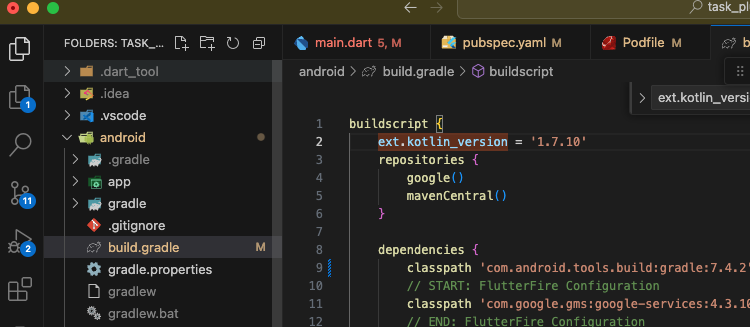 task_pl
FOLDERS: TASK_...
main.dart 5, M
pubspec.yaml M
Podfile
b
.dart_tool
.idea
.vscode
android
.gradle
app
gradle
.gitignore
build.gradle M
gradle.properties
gradlew
gradlew.bat
1
11
2
android > build.gradle > buildscript
ext.kotlin_versi
1 buildscript {
2 ext.kotlin_version = '1.7.10'
3 repositories {
4 google()
5 mavenCentral()
6 }
7
8 dependencies {
9 classpath 'com.android.tools.build:gradle:7.4.2'
10 // START: FlutterFire Configuration
11 classpath 'com.google.gms:google-services:4.3.10
12 // END: FlutterFire Configuration